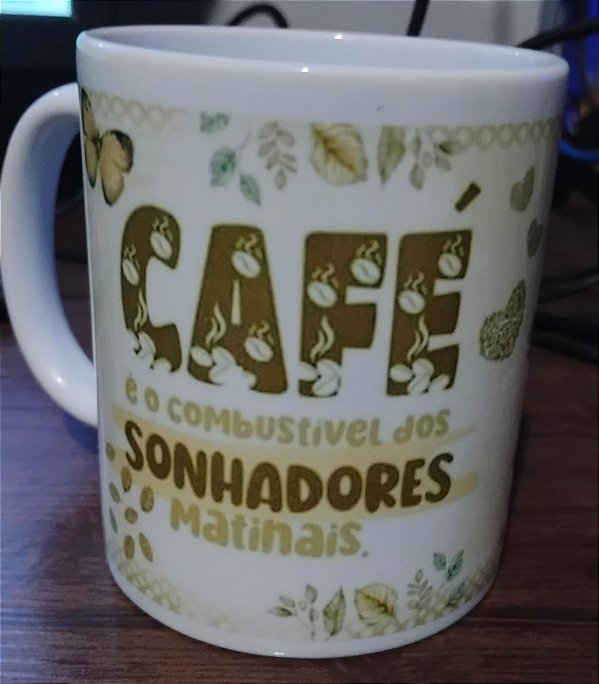 CAFÉ
é o combustível dos
SONHADORES
Matinais.